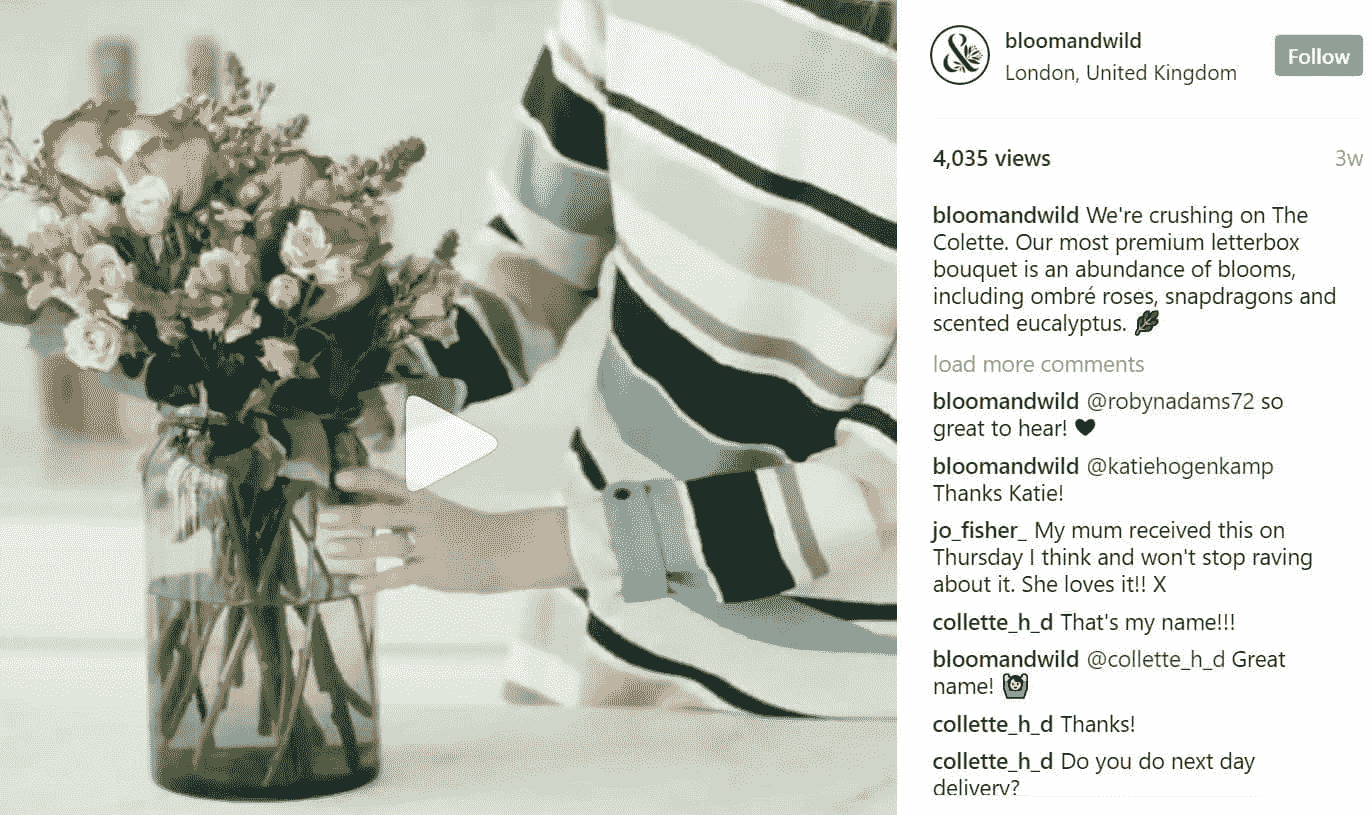 bloomandwild
London, United Kingdom
Follow
4,035 views
3w
bloomandwild We're crushing on The
Colette. Our most premium letterbox
bouquet is an abundance of blooms,
including ombré roses, snapdragons and
scented eucalyptus.
load more comments
bloomandwild @robynadams72 so
great to hear! ♥
bloomandwild @katiehogenkamp
Thanks Katie!
jo_fisher_ My mum received this on
Thursday I think and won't stop raving
about it. She loves it!! X
collette_h_d That's my name!!!
bloomandwild @collette_h_d Great
name!
collette_h_d Thanks!
collette_h_d Do you do next day
delivery?